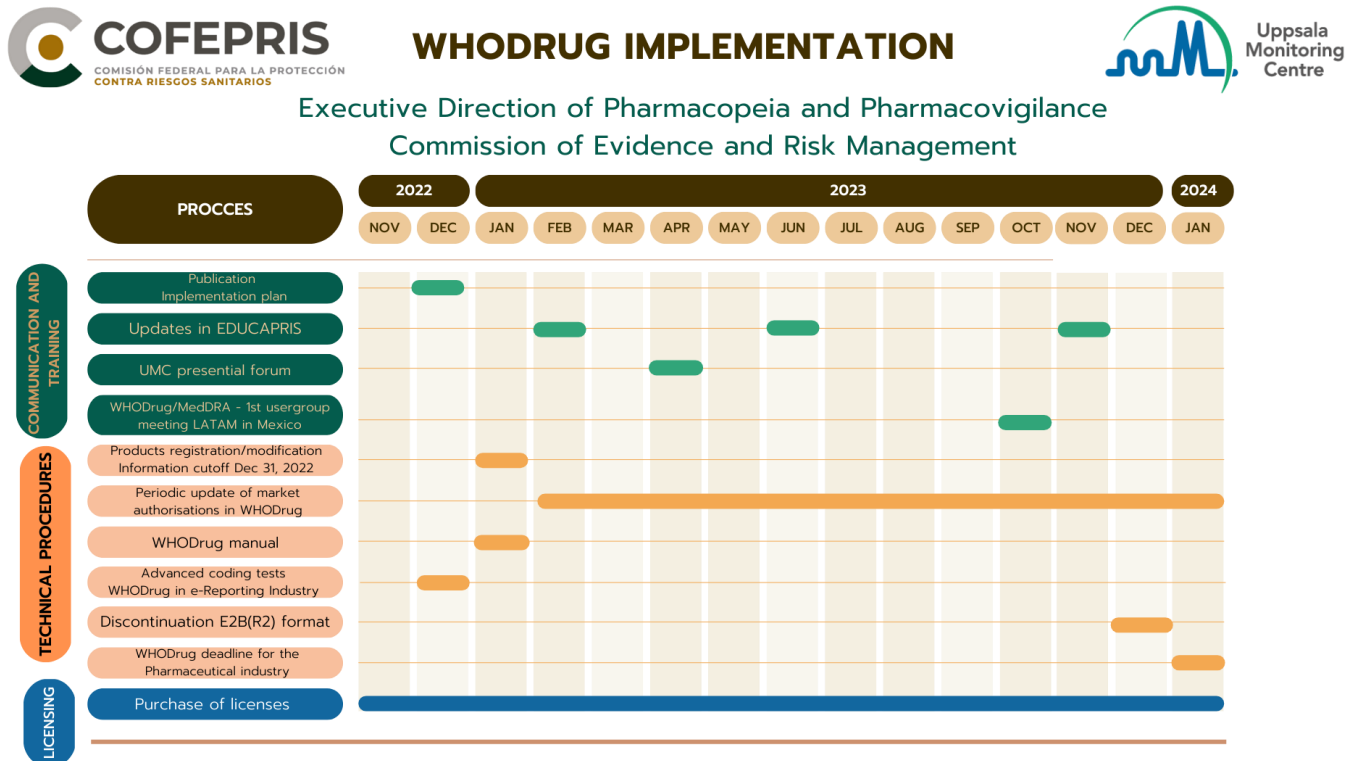 COFEPRIS
COMISIÓN FEDERAL PARA LA PROTECCIÓN
CONTRA RIESGOS SANITARIOS
WHODRUG IMPLEMENTATION
Uppsala
Monitoring
Centre
Executive Direction of Pharmacopeia and Pharmacovigilance
Commission of Evidence and Risk Management
PROCCES
2022
2023
2024
NOV DEC JAN FEB MAR APR MAY JUN JUL AUG SEP OCT NOV DEC JAN
COMMUNICATION AND
TRAINING
Publication
Implementation plan
Updates in EDUCAPRIS
UMC presential forum
WHODrug/MedDRA - 1st usergroup
meeting LATAM in Mexico
TECHNICAL PROCEDURES
Products registration/modification
Information cutoff Dec 31, 2022
Periodic update of market
authorisations in WHODrug
WHODrug manual
Advanced coding tests
WHODrug in e-Reporting Industry
Discontinuation E2B(R2) format
WHODrug deadline for the
Pharmaceutical industry
LICENSING
Purchase of licenses